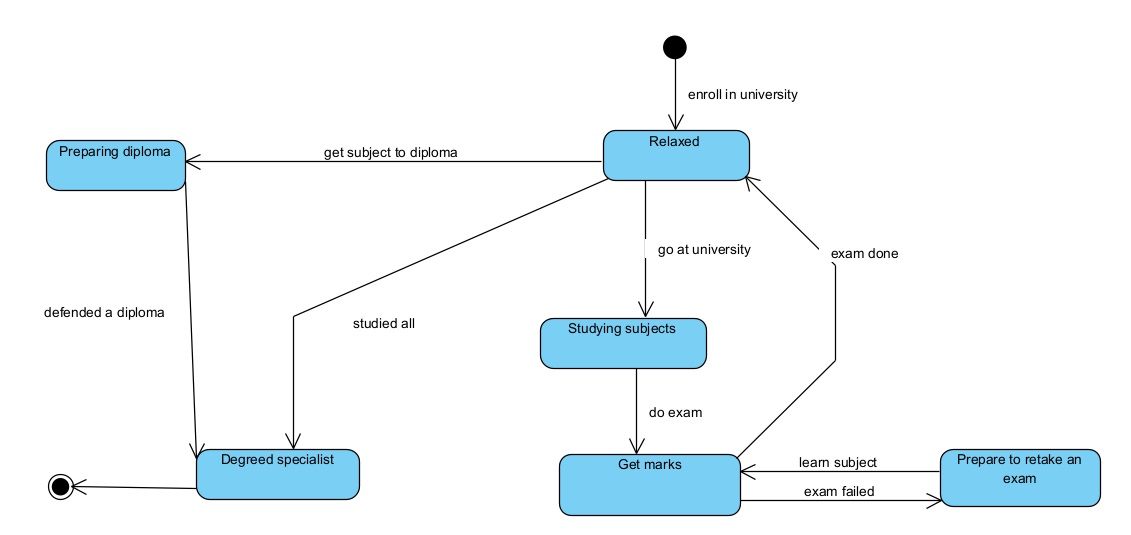 enroll in university
Relaxed
Preparing diploma
get subject to diploma
go at university
exam done
defended a diploma
studied all
Studying subjects
do exam
Degreed specialist
Get marks
learn subject
exam failed
Prepare to retake an
exam